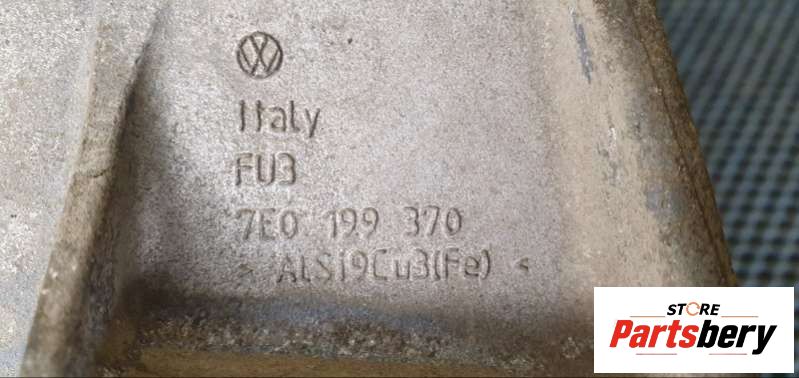 Italy
FU3
7E0 199 370
> AlSi9Cu3(Fe) <
STORE
Partsbery